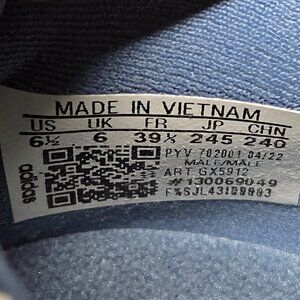 MADE IN VIETNAM
US UK FR JP CHN
6½ 6 39⅓ 245 240
adidas
PYV 702001 04/22
MALE/MALE
ART GX5912
#130069049